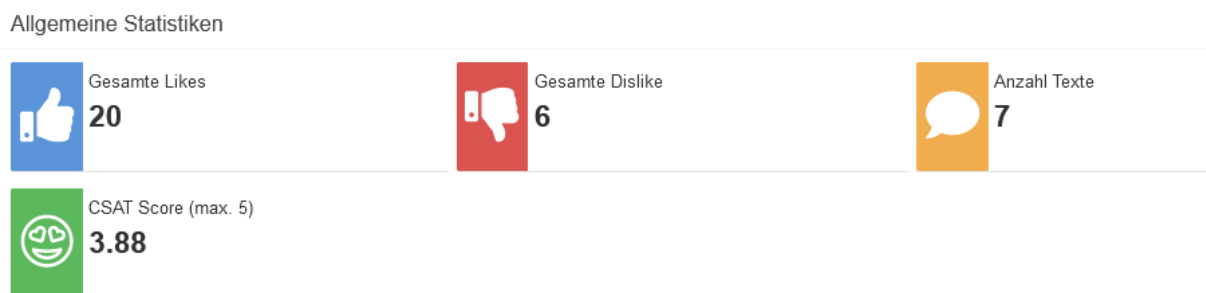 Allgemeine Statistiken
Gesamte Likes
20
Gesamte Dislike
6
Anzahl Texte
7
CSAT Score (max. 5)
3.88